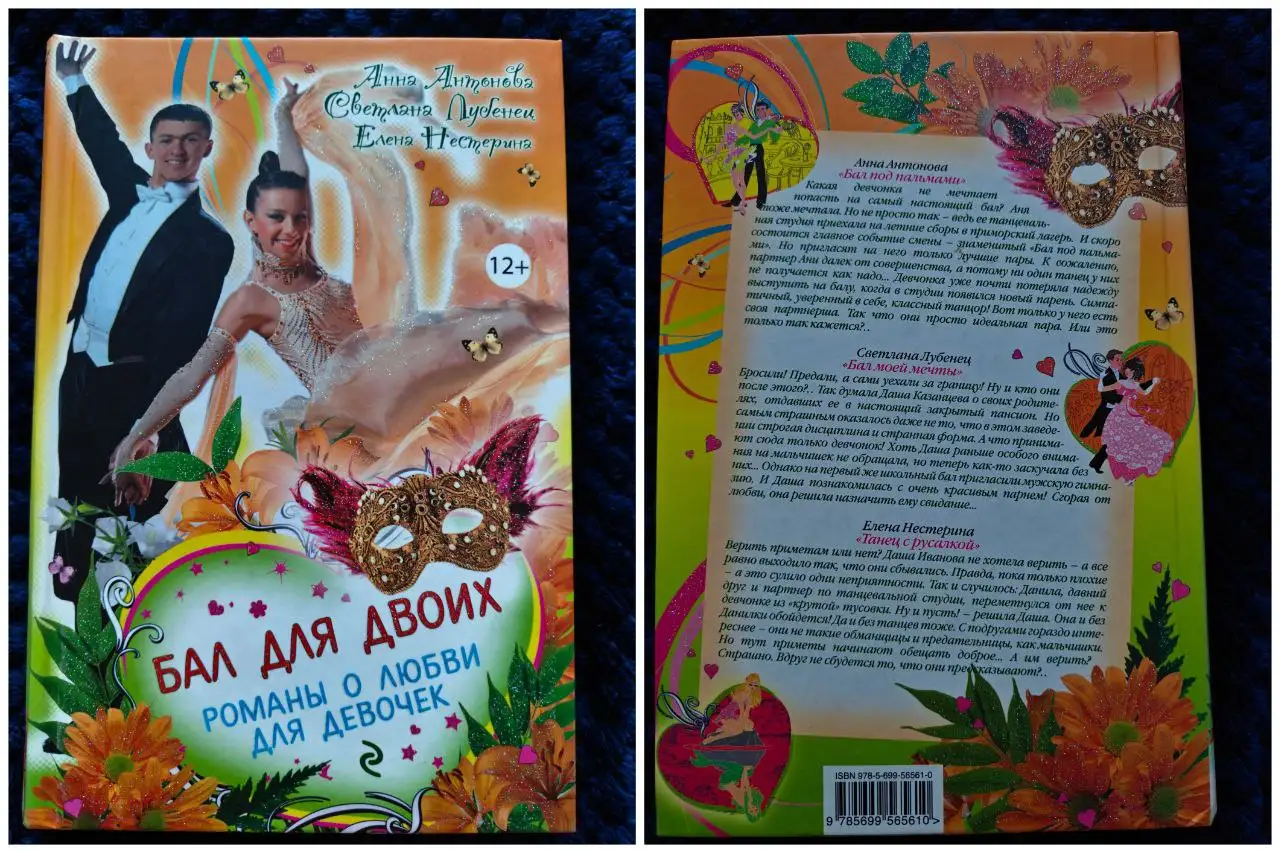 Анна Антонова
Светлана Лубенец
Елена Нестерина
12+
БАЛ ДЛЯ ДВОИХ
РОМАНЫ О ЛЮБВИ
ДЛЯ ДЕВОЧЕК
Анна Антонова
«Бал под пальмами»
Какая девчонка не мечтает
попасть на самый настоящий бал? Аня
тоже мечтала. Но не просто так – ведь ее танцеваль-
ная студия приехала на летние сборы в приморский лагерь. И скоро
состоится главное событие смены – знаменитый «Бал под пальма-
ми». Но пригласят на него только лучшие пары. К сожалению,
партнер Ани далек от совершенства, а потому ни один танец у них
не получается как надо... Девчонка уже почти потеряла надежду
выступить на балу, когда в студии появился новый парень. Симпа-
тичный, уверенный в себе, классный танцор! Вот только у него есть
своя партнерша. Так что они просто идеальная пара. Или это
только так кажется?..
Светлана Лубенец
«Бал моей мечты»
Бросили! Предали, а сами уехали за границу! Ну и кто они
после этого?.. Так думала Даша Казанцева о своих родите-
лях, отдавших ее в настоящий закрытый пансион. Но
самым страшным оказалось даже не то, что в этом заведе-
нии строгая дисциплина и странная форма. А что принима-
ют сюда только девчонок! Хоть Даша раньше особого внима-
ния на мальчишек не обращала, но теперь как-то заскучала без
них... Однако на первый же школьный бал пригласили мужскую гимна-
зию. И Даша познакомилась с очень красивым парнем! Сгорая от
любви, она решила назначить ему свидание...
Елена Нестерина
«Танец с русалкой»
Верить приметам или нет? Даша Иванова не хотела верить – а все
равно выходило так, что они сбывались. Правда, пока только плохие
– а это сулило одни неприятности. Так и случилось: Данила, давний
друг и партнер по танцевальной студии, переметнулся от нее к
девчонке из «крутой» тусовки. Ну и пусть! – решила Даша. Она и без
Данилки обойдется! Да и без танцев тоже. С подругами гораздо инте-
реснее – они не такие обманщицы и предательницы, как мальчишки.
Но тут приметы начинают обещать доброе... А им верить?
Страшно. Вдруг не сбудется то, что они предсказывают?..
ISBN 978-5-699-56561-0
9 785699 565610 >